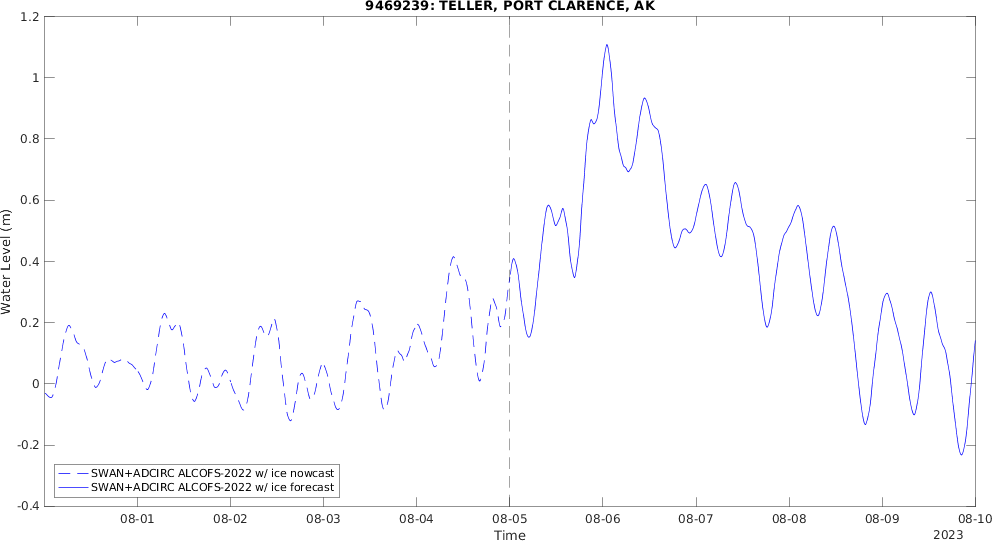 9469239: TELLER, PORT CLARENCE, AK
1.2
1
0.8
0.6
0.4
0.2
0
-0.2
-0.4
Water Level (m)
SWAN+ADCIRC ALCOFS-2022 w/ ice nowcast
SWAN+ADCIRC ALCOFS-2022 w/ ice forecast
08-01 08-02 08-03 08-04 08-05 08-06 08-07 08-08 08-09 08-10
Time
2023